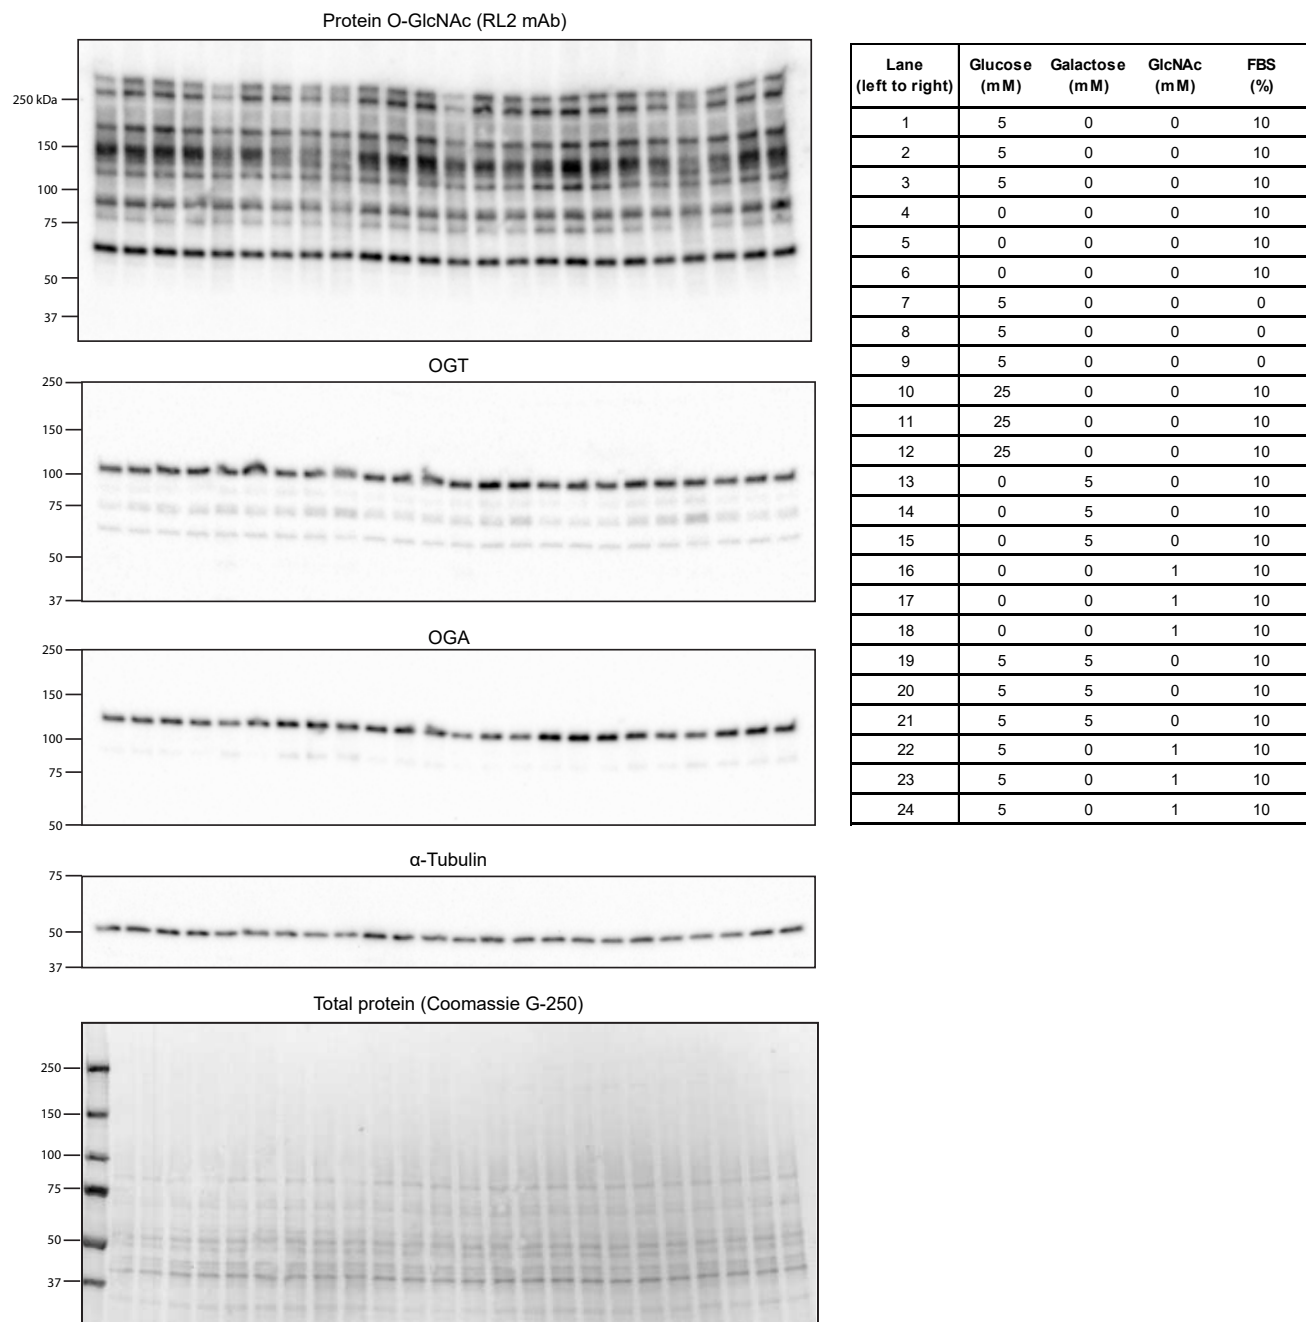 Protein O-GlcNAc (RL2 mAb)
250 kDa
150
100
75
50
37
OGT
250
150
100
75
50
37
OGA
250
150
100
75
50
α-Tubulin
75
50
37
Total protein (Coomassie G-250)
250
150
100
75
50
37
Lane Glucose Galactose GlcNAc FBS
(left to right) (mM) (mM) (mM) (%)
1 5 0 0 10
2 5 0 0 10
3 5 0 0 10
4 0 0 0 10
5 0 0 0 10
6 0 0 0 10
7 5 0 0 0
8 5 0 0 0
9 5 0 0 0
10 25 0 0 10
11 25 0 0 10
12 25 0 0 10
13 0 5 0 10
14 0 5 0 10
15 0 5 0 10
16 0 0 1 10
17 0 0 1 10
18 0 0 1 10
19 5 5 0 10
20 5 5 0 10
21 5 5 0 10
22 5 0 1 10
23 5 0 1 10
24 5 0 1 10